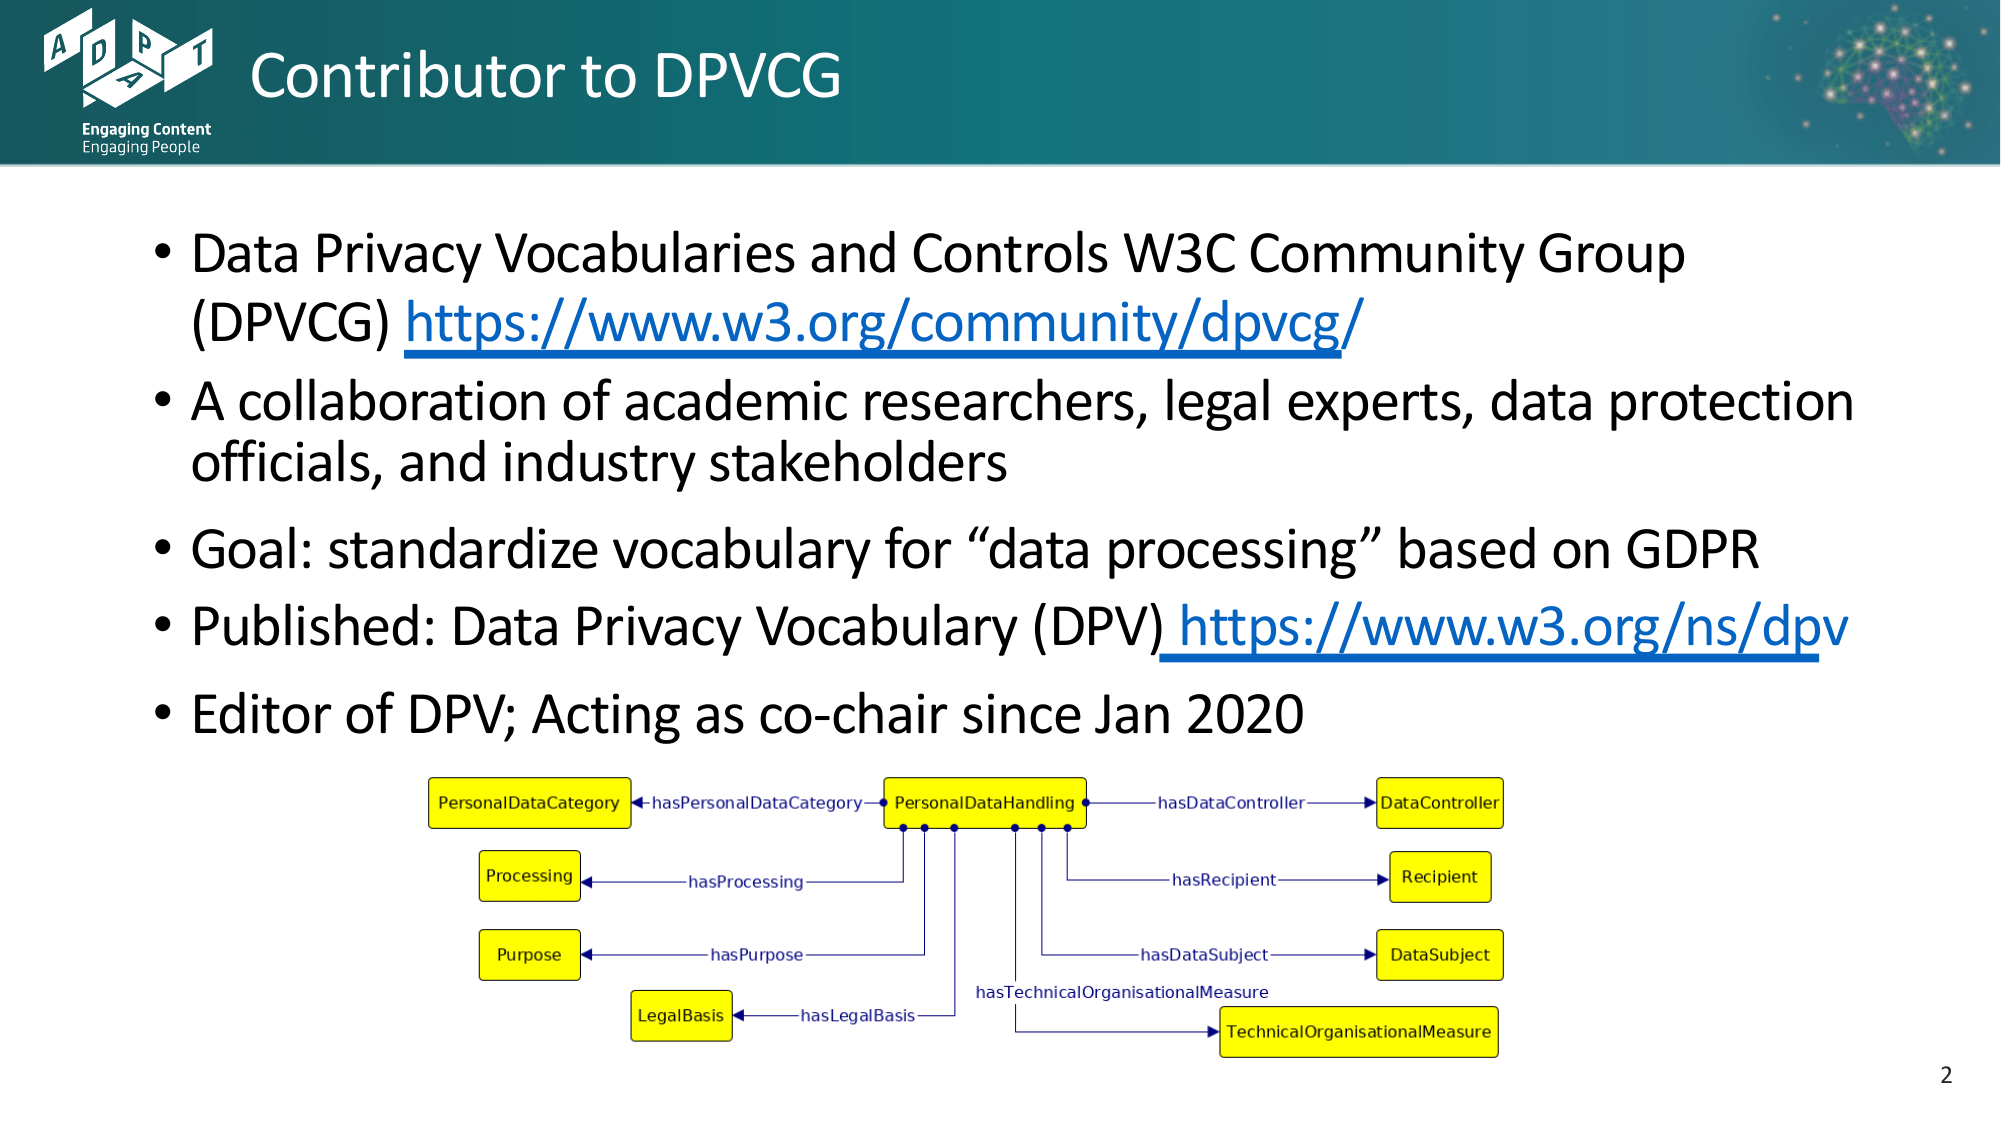 ADAPT
Engaging Content
Engaging People
Contributor to DPVCG
• Data Privacy Vocabularies and Controls W3C Community Group
(DPVCG) https://www.w3.org/community/dpvcg/
• A collaboration of academic researchers, legal experts, data protection
officials, and industry stakeholders
• Goal: standardize vocabulary for “data processing” based on GDPR
• Published: Data Privacy Vocabulary (DPV) https://www.w3.org/ns/dpv
• Editor of DPV; Acting as co-chair since Jan 2020
PersonalDataCategory hasPersonalDataCategory PersonalDataHandling hasDataController DataController
Processing hasProcessing hasRecipient Recipient
Purpose hasPurpose hasDataSubject DataSubject
hasTechnicalOrganisationalMeasure
LegalBasis hasLegalBasis TechnicalOrganisationalMeasure
2